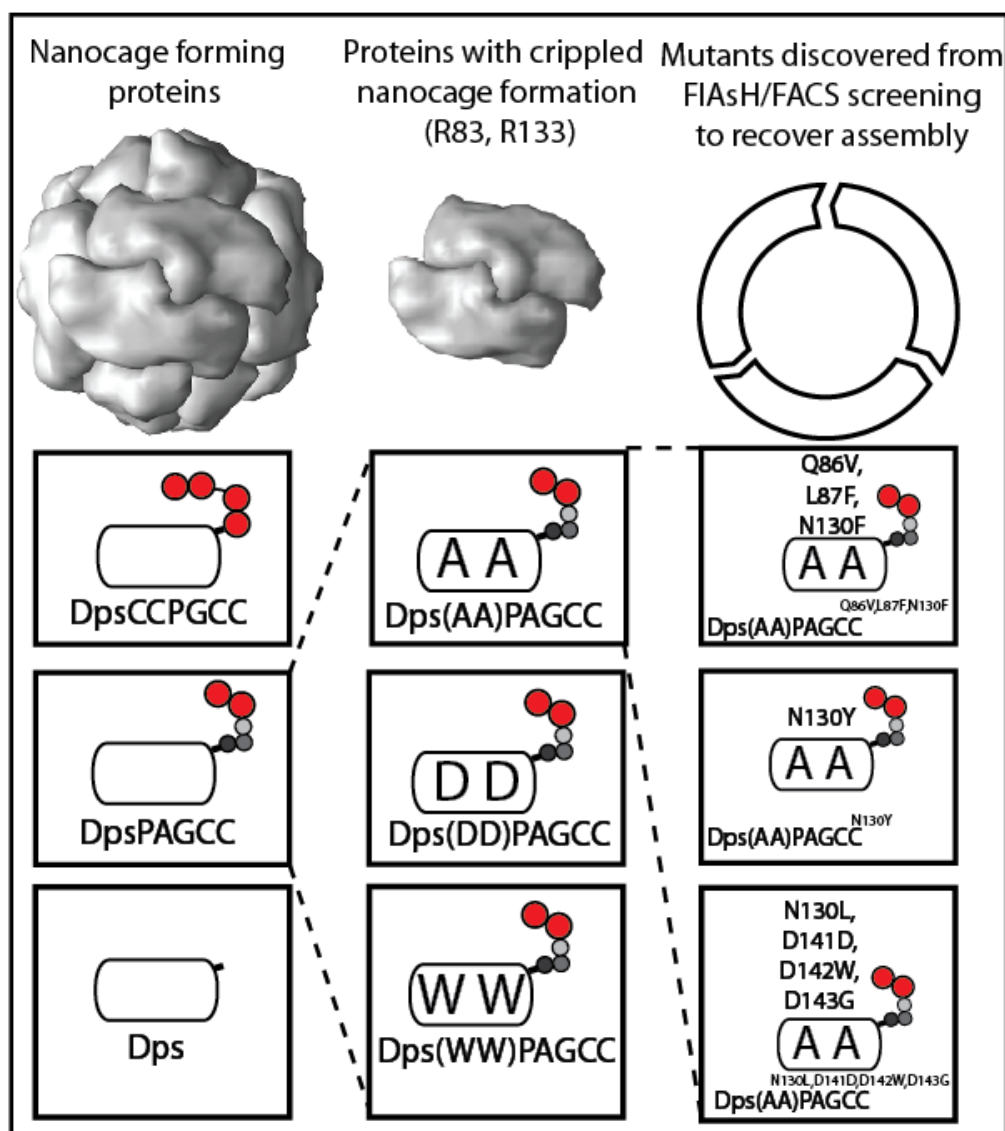 Nanocage forming
proteins
Proteins with crippled
nanocage formation
(R83, R133)
Mutants discovered from
FlAsH/FACS screening
to recover assembly
DpsCCPGCC
A A
Dps(AA)PAGCC
Q86V,
L87F,
N130F
A A
Q86V,L87F,N130F
Dps(AA)PAGCC
DpsPAGCC
D D
Dps(DD)PAGCC
N130Y
A A
Dps(AA)PAGCC N130Y
Dps
W W
Dps(WW)PAGCC
N130L,
D141D,
D142W,
D143G
A A
N130L,D141D,D142W,D143G
Dps(AA)PAGCC